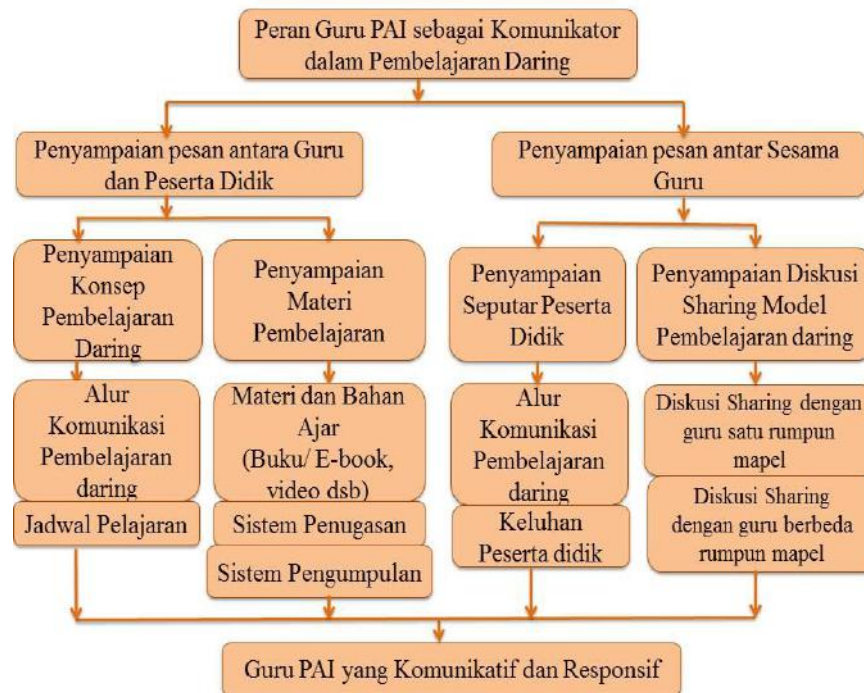 Peran Guru PAI sebagai Komunikator
dalam Pembelajaran Daring
Penyampaian pesan antara Guru
dan Peserta Didik
Penyampaian pesan antar Sesama
Guru
Penyampaian
Konsep
Pembelajaran
Daring
Penyampaian
Materi
Pembelajaran
Penyampaian
Seputar Peserta
Didik
Penyampaian Diskusi
Sharing Model
Pembelajaran daring
Alur
Komunikasi
Pembelajaran
daring
Jadwal Pelajaran
Materi dan Bahan
Ajar
(Buku/ E-book,
video dsb)
Sistem Penugasan
Sistem Pengumpulan
Alur
Komunikasi
Pembelajaran
daring
Keluhan
Peserta didik
Diskusi Sharing dengan
guru satu rumpun
mapel
Diskusi Sharing
dengan guru berbeda
rumpun mapel
Guru PAI yang Komunikatif dan Responsif